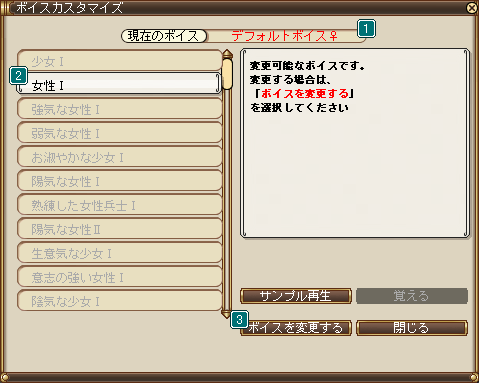 ボイスカスタマイズ
現在のボイス
デフォルトボイス♀
1
2
少女Ⅰ
女性Ⅰ
強気な女性Ⅰ
弱気な女性Ⅰ
お淑やかな少女Ⅰ
陽気な女性Ⅰ
熟練した女性兵士Ⅰ
陽気な女性Ⅱ
生意気な少女Ⅰ
意志の強い女性Ⅰ
陰気な少女Ⅰ
変更可能なボイスです。
変更する場合は、
「ボイスを変更する」
を選択してください
サンプル再生
覚える
3
ボイスを変更する
閉じる